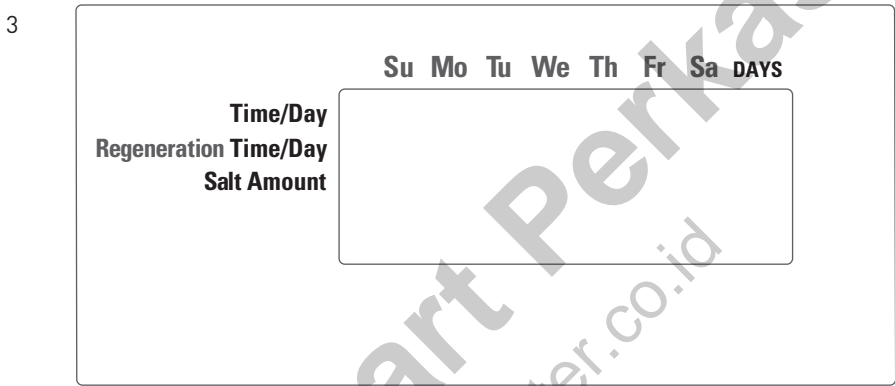 3
Su Mo Tu We Th Fr Sa DAYS
Time/Day
Regeneration Time/Day
Salt Amount